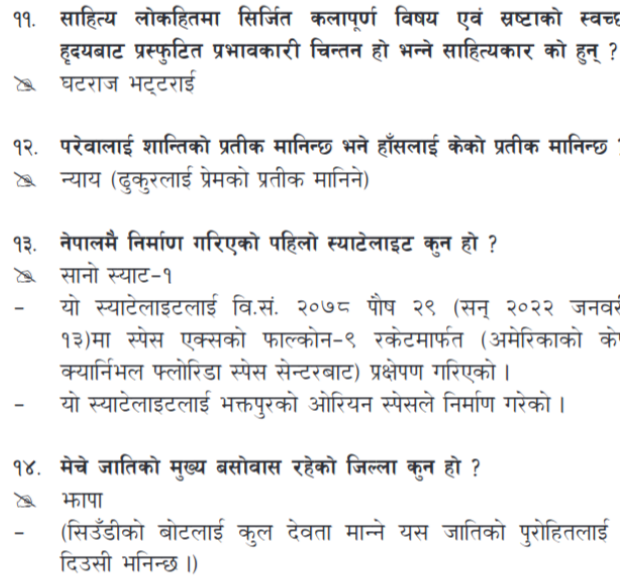 ११. साहित्य लोकहितमा सिर्जित कलापूर्ण विषय एवं स्रष्टाको स्वच्छ
हृदयबाट प्रस्फुटित प्रभावकारी चिन्तन हो भन्ने साहित्यकार को हुन् ?
घटराज भट्टराई
१२. परेवालाई शान्तिको प्रतीक मानिन्छ भने हाँसलाई केको प्रतीक मानिन्छ ?
न्याय (ढुकुरलाई प्रेमको प्रतीक मानिने)
१३. नेपालमै निर्माण गरिएको पहिलो स्याटेलाइट कुन हो ?
सानो स्याट-१
- यो स्याटेलाइटलाई वि.सं. २०७८ पौष २९ (सन् २०२२ जनवरी
१३)मा स्पेस एक्सको फाल्कोन-९ रकेटमार्फत (अमेरिकाको
क्यार्निभल फ्लोरिडा स्पेस सेन्टरबाट) प्रक्षेपण गरिएको ।
- यो स्याटेलाइटलाई भक्तपुरको ओरियन स्पेसले निर्माण गरेको ।
१४. मेचे जातिको मुख्य बसोवास रहेको जिल्ला कुन हो ?
झापा
- (सिउँडीको बोटलाई कुल देवता मान्ने यस जातिको पुरोहितलाई
दिउसी भनिन्छ ।)